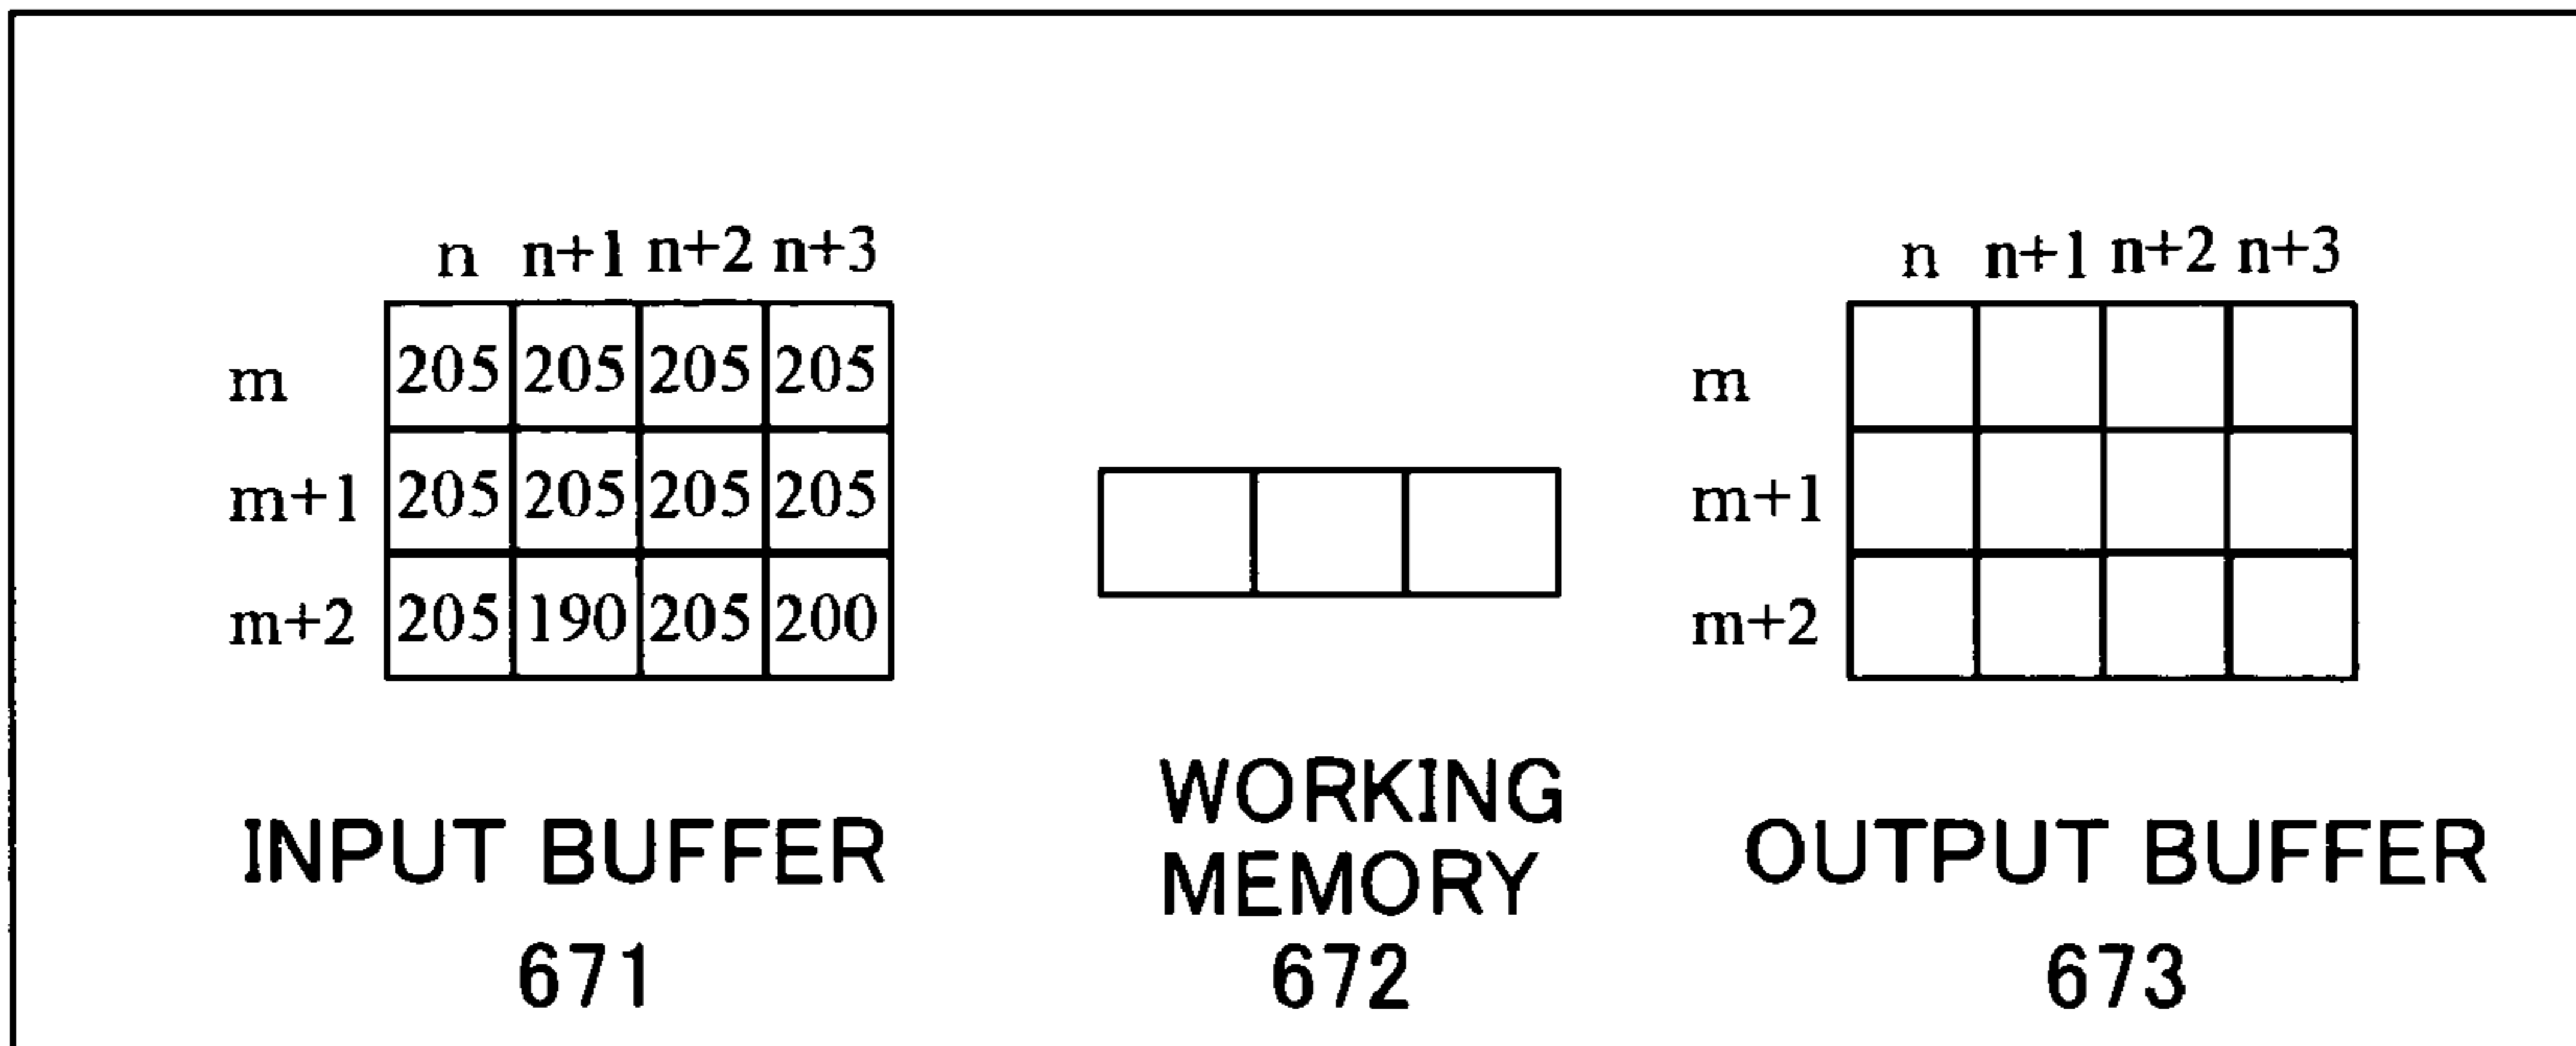 n n+1 n+2 n+3
m 205 205 205 205
m+1 205 205 205 205
m+2 205 190 205 200
INPUT BUFFER
671
WORKING
MEMORY
672
n n+1 n+2 n+3
m
m+1
m+2
OUTPUT BUFFER
673